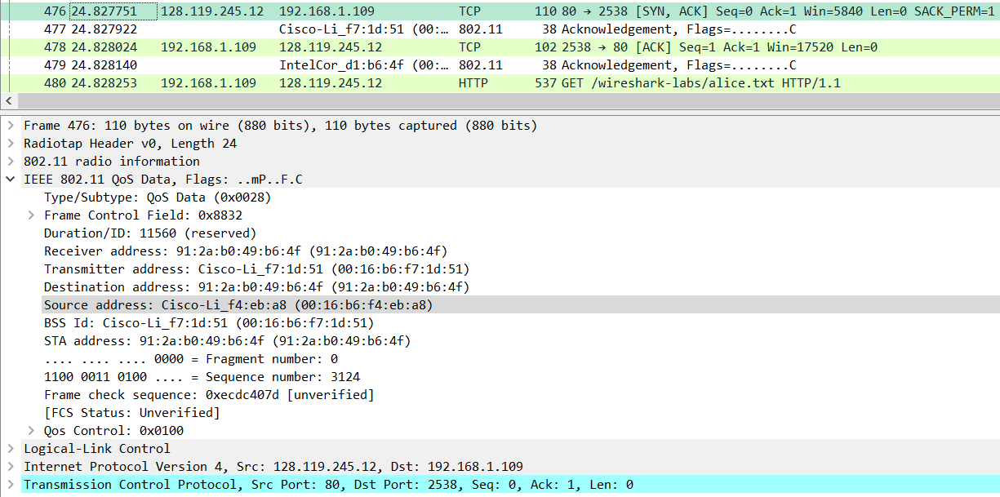 476 24.827751 128.119.245.12 192.168.1.109 TCP 110 80 → 2538 [SYN, ACK] Seq=0 Ack=1 Win=5840 Len=0 SACK_PERM=1
477 24.827922 Cisco-Li_f7:1d:51 (00:… 802.11 38 Acknowledgement, Flags=........C
478 24.828024 192.168.1.109 128.119.245.12 TCP 102 2538 → 80 [ACK] Seq=1 Ack=1 Win=17520 Len=0
479 24.828140 IntelCor_d1:b6:4f (00:… 802.11 38 Acknowledgement, Flags=........C
480 24.828253 192.168.1.109 128.119.245.12 HTTP 537 GET /wireshark-labs/alice.txt HTTP/1.1
Frame 476: 110 bytes on wire (880 bits), 110 bytes captured (880 bits)
Radiotap Header v0, Length 24
802.11 radio information
IEEE 802.11 QoS Data, Flags: ..mP..F.C
Type/Subtype: QoS Data (0x0028)
Frame Control Field: 0x8832
Duration/ID: 11560 (reserved)
Receiver address: 91:2a:b0:49:b6:4f (91:2a:b0:49:b6:4f)
Transmitter address: Cisco-Li_f7:1d:51 (00:16:b6:f7:1d:51)
Destination address: 91:2a:b0:49:b6:4f (91:2a:b0:49:b6:4f)
Source address: Cisco-Li_f4:eb:a8 (00:16:b6:f4:eb:a8)
BSS Id: Cisco-Li_f7:1d:51 (00:16:b6:f7:1d:51)
STA address: 91:2a:b0:49:b6:4f (91:2a:b0:49:b6:4f)
.... .... .... 0000 = Fragment number: 0
1100 0011 0100 .... = Sequence number: 3124
Frame check sequence: 0xecdc407d [unverified]
[FCS Status: Unverified]
Qos Control: 0x0100
Logical-Link Control
Internet Protocol Version 4, Src: 128.119.245.12, Dst: 192.168.1.109
Transmission Control Protocol, Src Port: 80, Dst Port: 2538, Seq: 0, Ack: 1, Len: 0